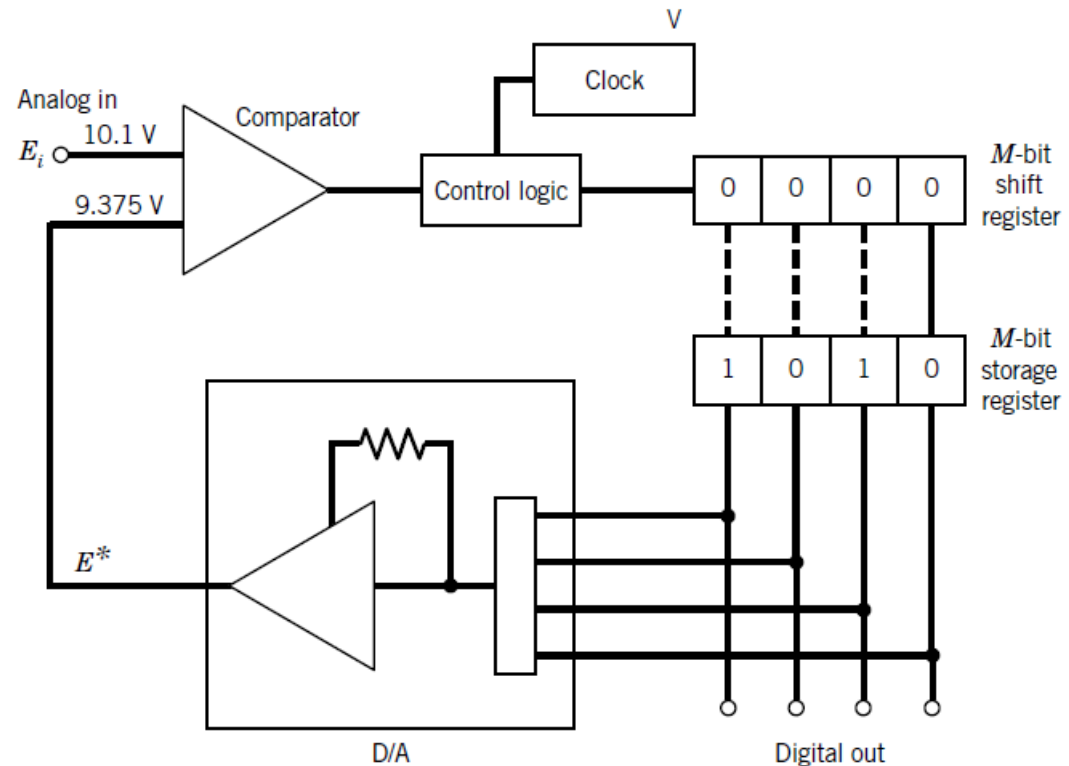 V
Clock
Analog in
10.1 V
Comparator
E_i
Control logic
0 0 0 0
M-bit
shift
register
9.375 V
1 0 1 0
M-bit
storage
register
E*
D/A
Digital out